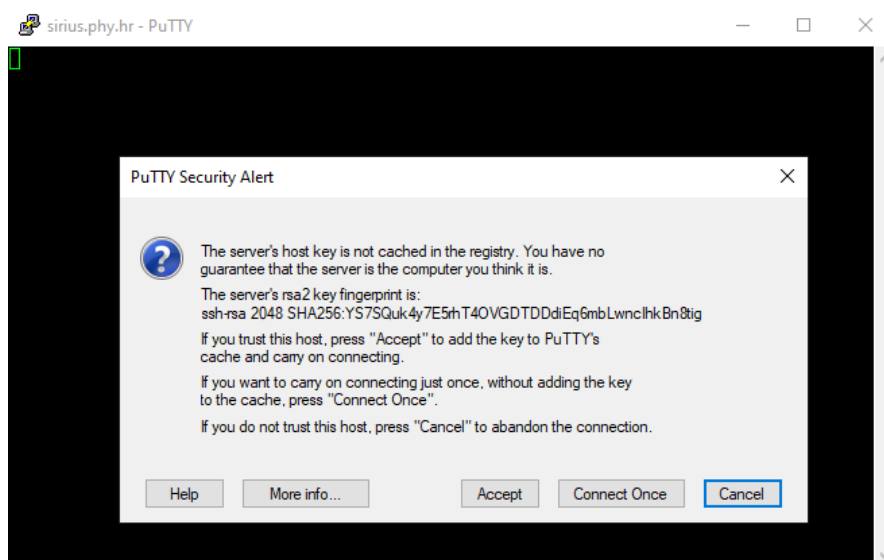 sirius.phy.hr - PuTTY
PuTTY Security Alert
The server's host key is not cached in the registry. You have no
guarantee that the server is the computer you think it is.
The server's rsa2 key fingerprint is:
ssh-rsa 2048 SHA256:YS7SQuk4y7E5rhT4OVGDTDDdiEq6mbLwncIhkBn8tig
If you trust this host, press "Accept" to add the key to PuTTY's
cache and carry on connecting.
If you want to carry on connecting just once, without adding the key
to the cache, press "Connect Once".
If you do not trust this host, press "Cancel" to abandon the connection.
Help More info... Accept Connect Once Cancel